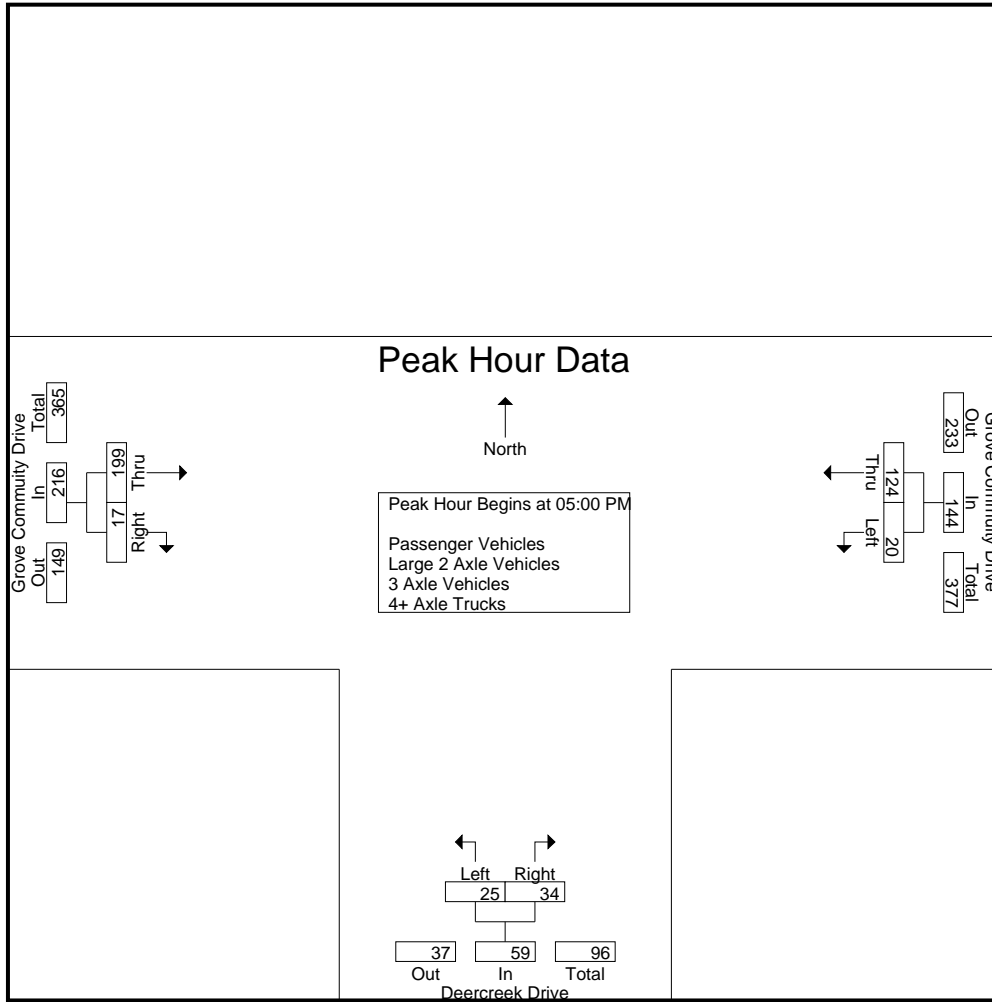 Peak Hour Data
North
Peak Hour Begins at 05:00 PM
Passenger Vehicles
Large 2 Axle Vehicles
3 Axle Vehicles
4+ Axle Trucks
Grove Commuity Drive
Total
365
In
216
Out
149
199
Thru
17
Right
Grove Commuity Drive
Out
233
In
144
Total
377
124
Thru
20
Left
Left Right
25 34
37 59 96
Out In Total
Deercreek Drive